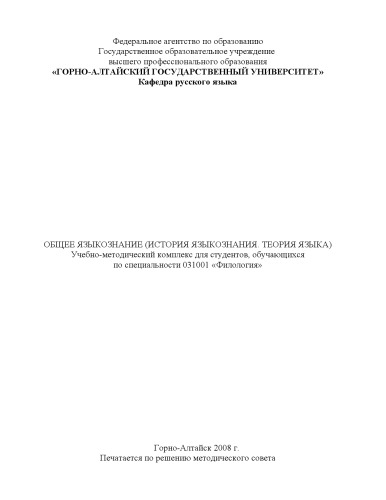 Федеральное агентство по образованию
Государственное образовательное учреждение
высшего профессионального образования
«ГОРНО-АЛТАЙСКИЙ ГОСУДАРСТВЕННЫЙ УНИВЕРСИТЕТ»
Кафедра русского языка
ОБЩЕЕ ЯЗЫКОЗНАНИЕ (ИСТОРИЯ ЯЗЫКОЗНАНИЯ. ТЕОРИЯ ЯЗЫКА)
Учебно-методический комплекс для студентов, обучающихся
по специальности 031001 «Филология»
Горно-Алтайск 2008 г.
Печатается по решению методического совета